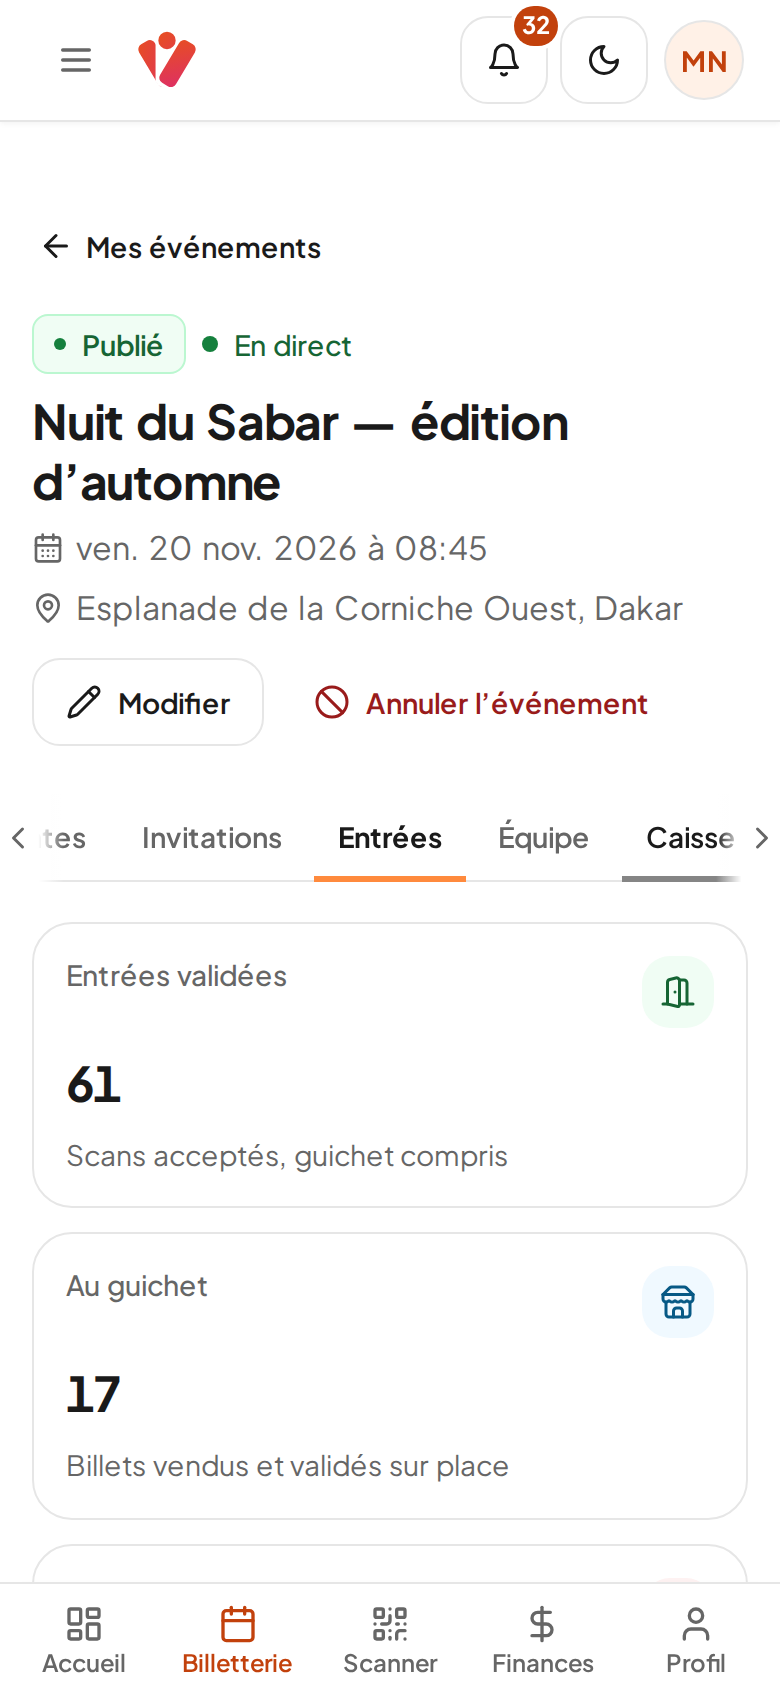 32
MN
Mes événements
Publié
En direct
Nuit du Sabar — édition
d’automne
ven. 20 nov. 2026 à 08:45
Esplanade de la Corniche Ouest, Dakar
Modifier
Annuler l’événement
tes Invitations Entrées Équipe Caisse
Entrées validées
61
Scans acceptés, guichet compris
Au guichet
17
Billets vendus et validés sur place
Accueil Billetterie Scanner Finances Profil